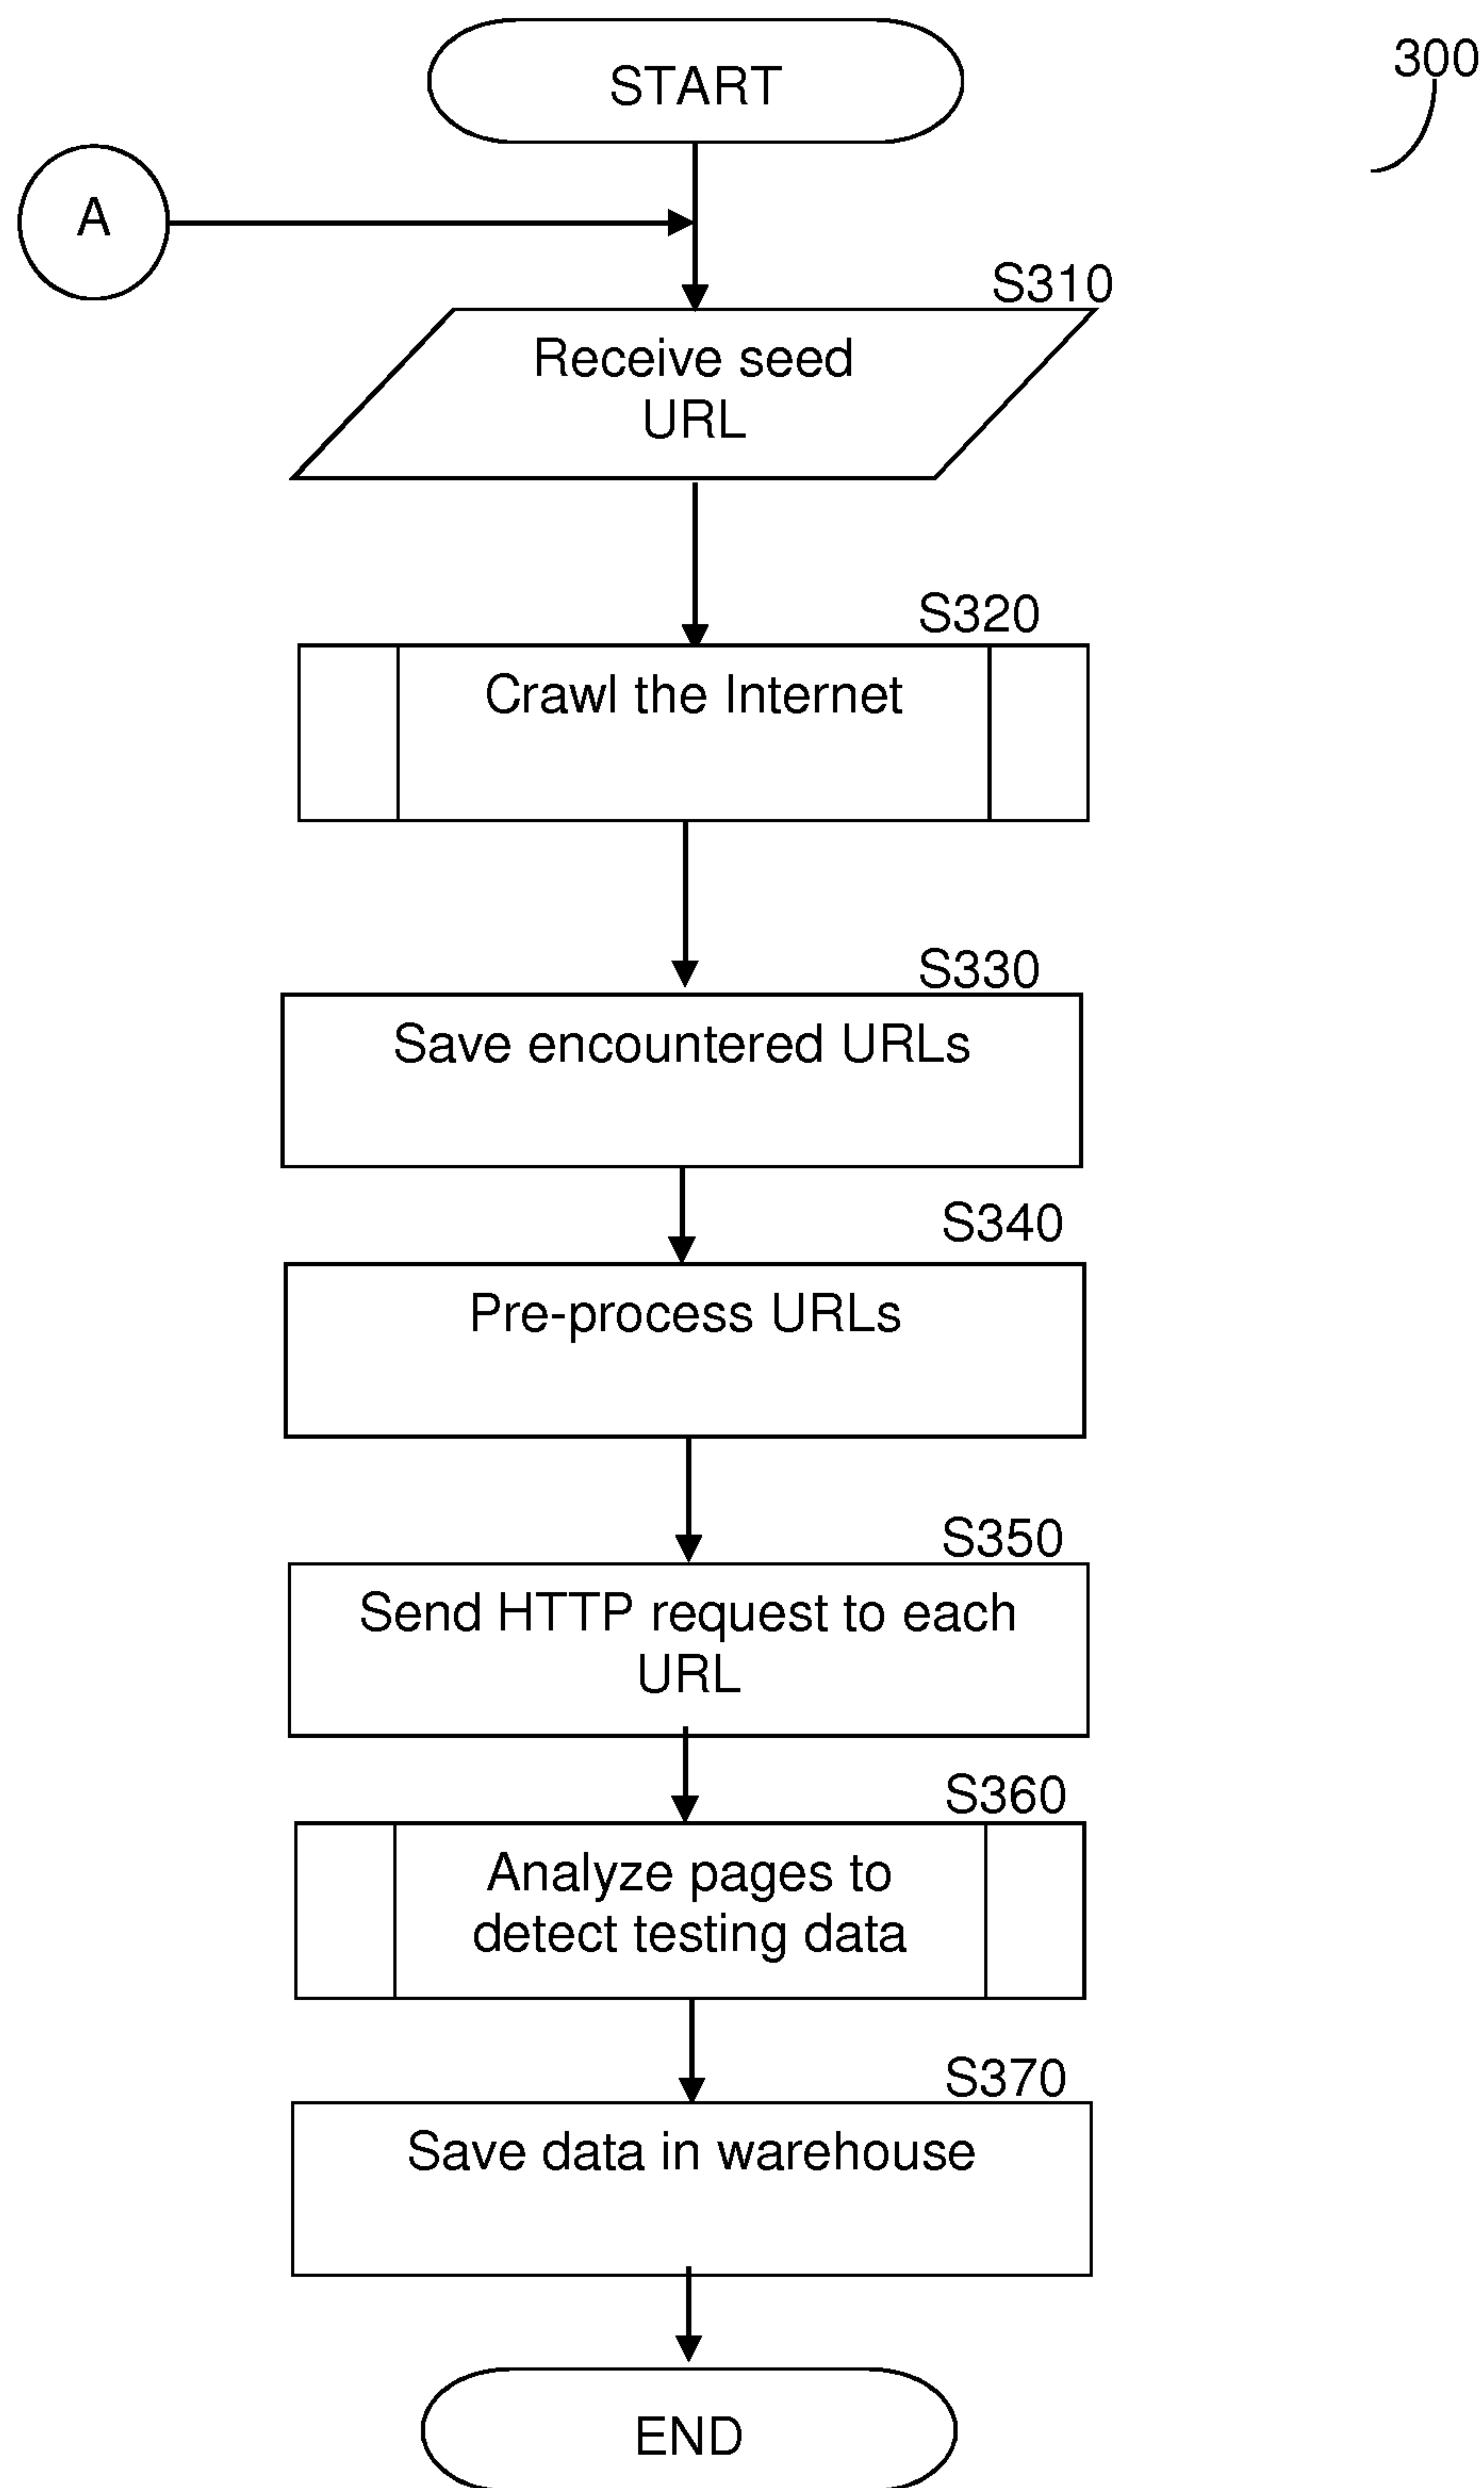 START
300
A
S310
Receive seed
URL
S320
Crawl the Internet
S330
Save encountered URLs
S340
Pre-process URLs
S350
Send HTTP request to each
URL
S360
Analyze pages to
detect testing data
S370
Save data in warehouse
END